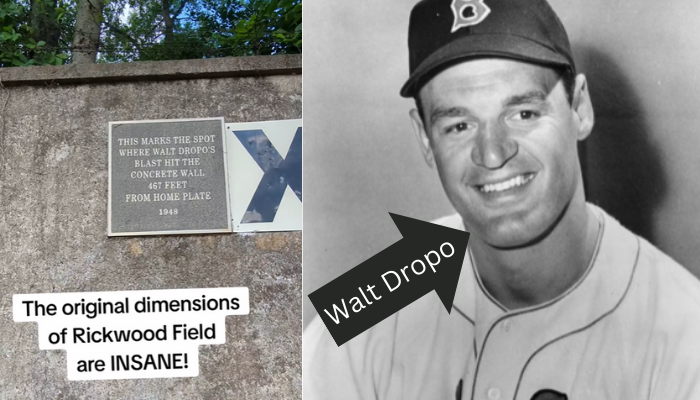 THIS MARKS THE SPOT
WHERE WALT DROPO'S
BLAST HIT THE
CONCRETE WALL
467 FEET
FROM HOME PLATE
1948
X
The original dimensions
of Rickwood Field
are INSANE!
B
Walt Dropo